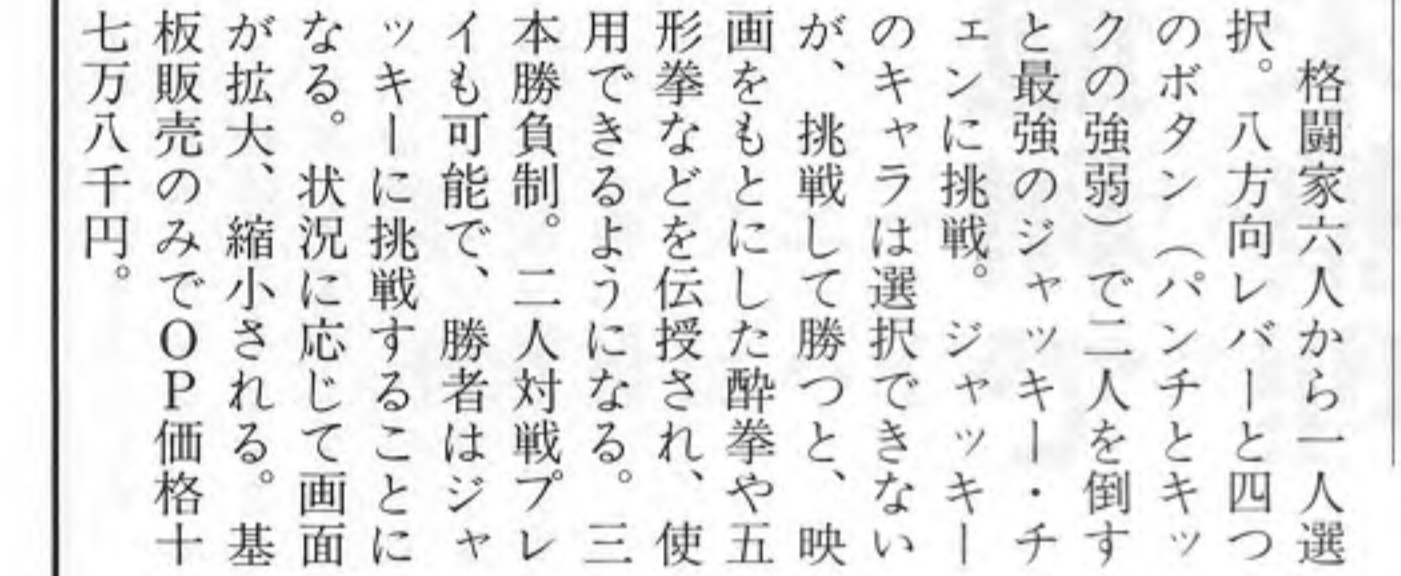 格闘家六人から一人選
択。八方向レバーと四つ
のボタン（パンチとキッ
クの強弱）で二人を倒す
と最強のジャッキー・チ
ェンに挑戦。ジャッキー
のキャラは選択できない
が、挑戦して勝つと、映
画をもとにした酔拳や五
形拳などを伝授され、使
用できるようになる。三
本勝負制。二人対戦プレ
イも可能で、勝者はジャ
ッキーに挑戦することに
なる。状況に応じて画面
が拡大、縮小される。基
板販売のみでＯＰ価格十
七万八千円。